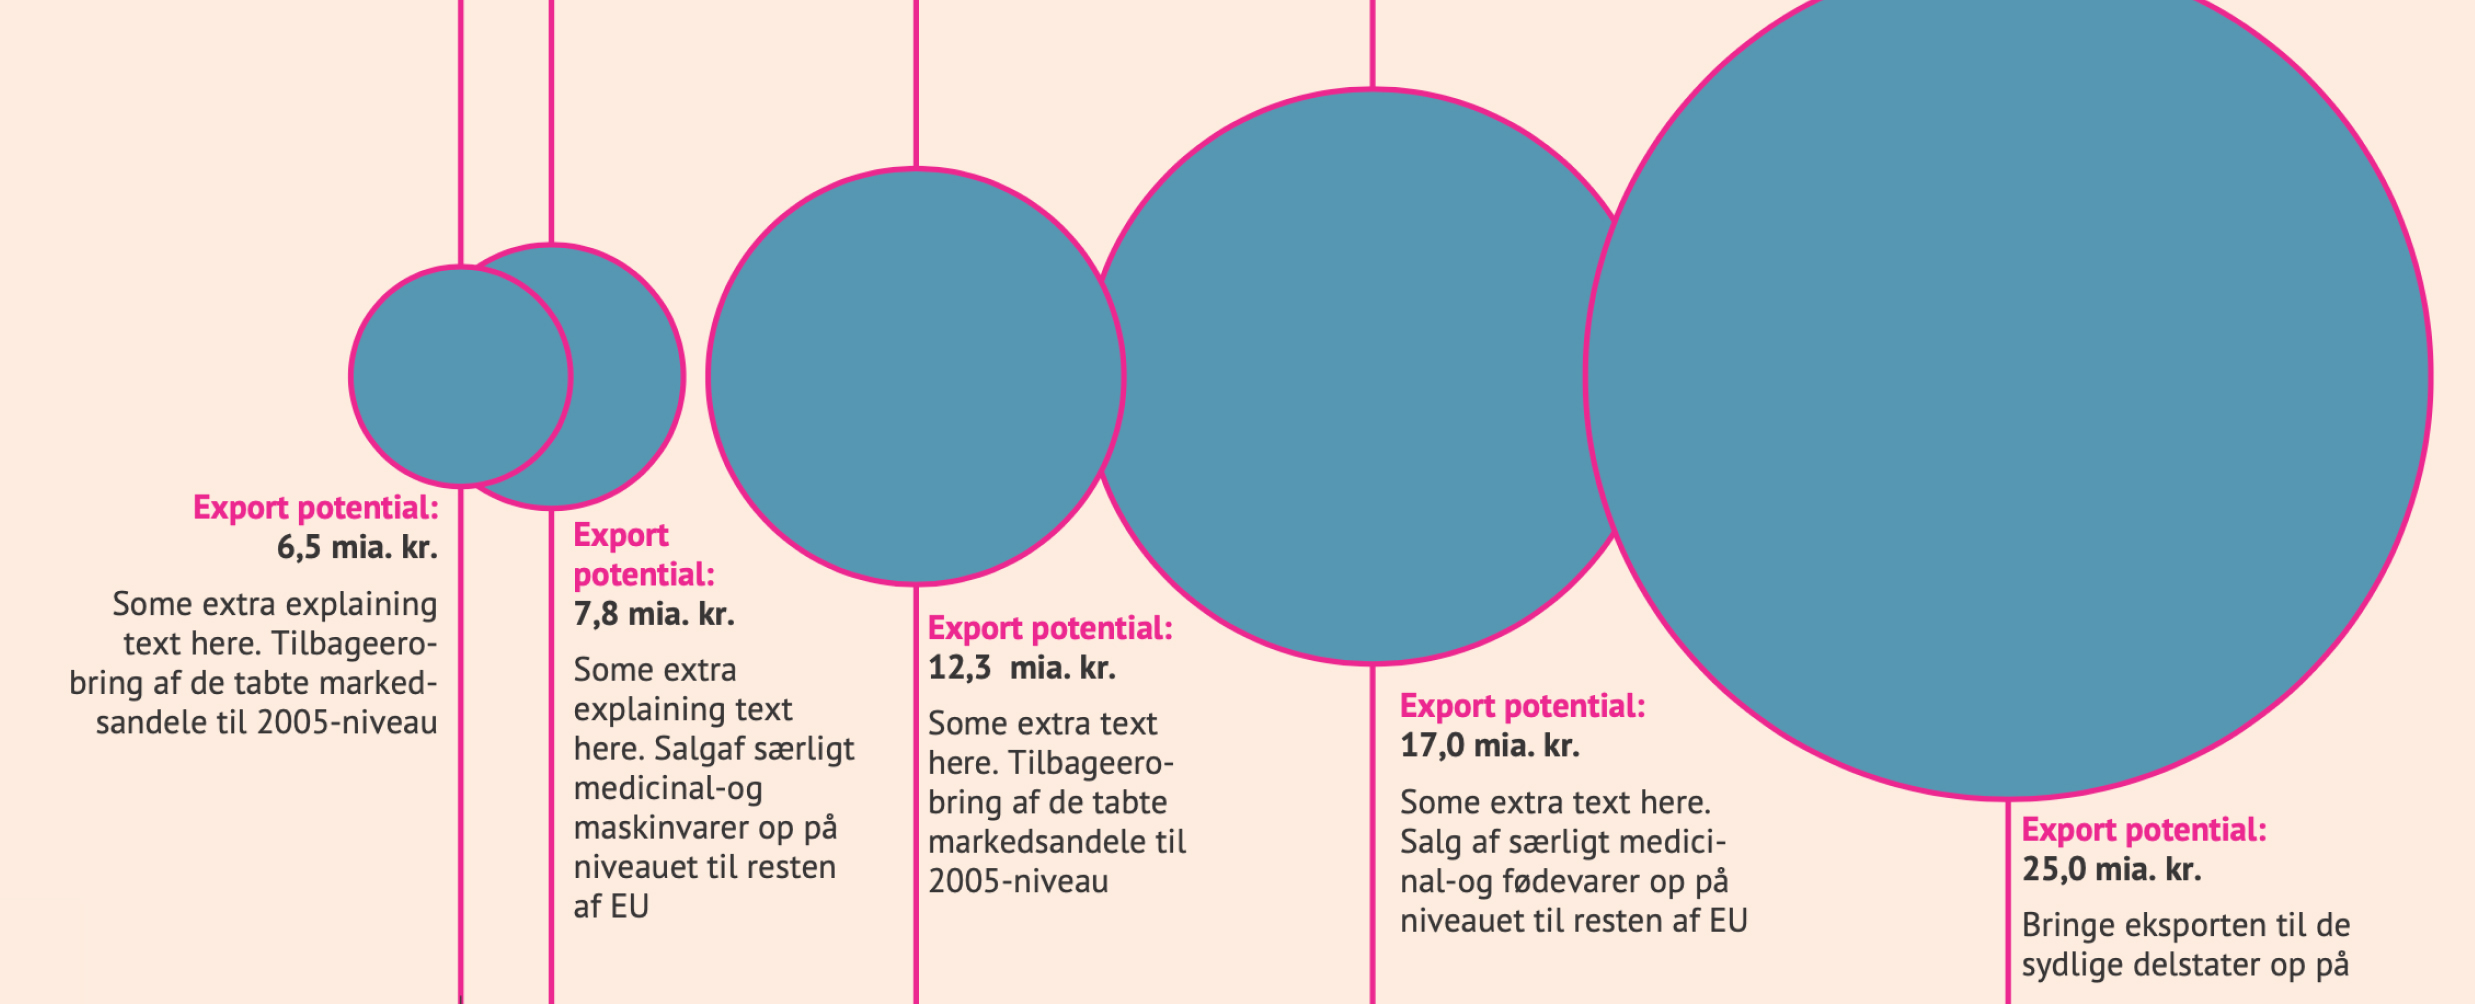 Export potential:
6,5 mia. kr.
Some extra explaining
text here. Tilbageero-
bring af de tabte marked-
sandele til 2005-niveau
Export
potential:
7,8 mia. kr.
Some extra
explaining text
here. Salgaf særligt
medicinal-og
maskinvarer op på
niveauet til resten
af EU
Export potential:
12,3  mia. kr.
Some extra text
here. Tilbageero-
bring af de tabte
markedsandele til
2005-niveau
Export potential:
17,0 mia. kr.
Some extra text here.
Salg af særligt medici-
nal-og fødevarer op på
niveauet til resten af EU
Export potential:
25,0 mia. kr.
Bringe eksporten til de
sydlige delstater op på